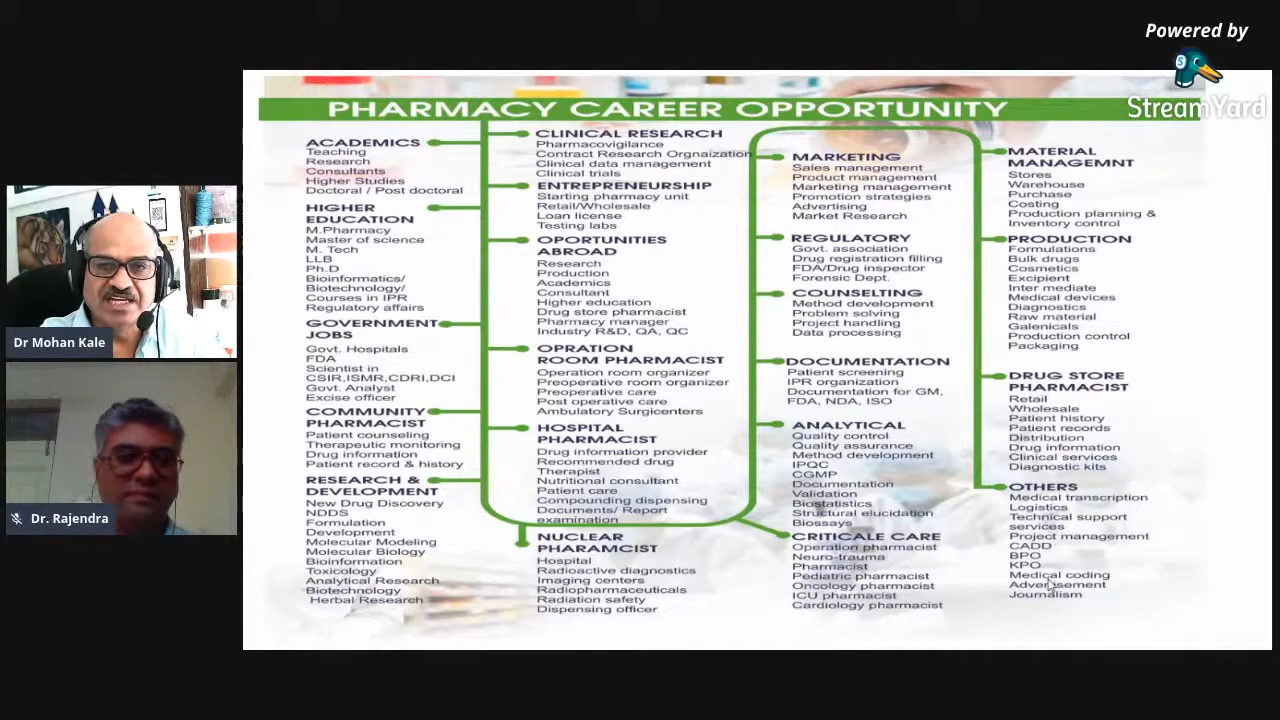 Powered by
StreamYard
PHARMACY CAREER OPPORTUNITY
ACADEMICS
Teaching
Research
Consultants
Higher Studies
Doctoral / Post doctoral
HIGHER
EDUCATION
M.Pharmacy
Master of science
M. Tech
LLB
Ph.D
Bioinformatics/
Biotechnology/
Courses in IPR
Regulatory affairs
GOVERNMENT
JOBS
Govt. Hospitals
FDA
Scientist in
CSIR,ISMR,CDRI,DCI
Govt. Analyst
Excise officer
COMMUNITY
PHARMACIST
Patient counseling
Therapeutic monitoring
Drug information
Patient record & history
RESEARCH &
DEVELOPMENT
New Drug Discovery
NDDS
Formulation
Development
Molecular Modeling
Molecular Biology
Bioinformation
Toxicology
Analytical Research
Biotechnology
Herbal Research
CLINICAL RESEARCH
Pharmacovigilance
Contract Research Orgnaization
Clinical data management
Clinical trials
ENTREPRENEURSHIP
Starting pharmacy unit
Retail/Wholesale
Loan license
Testing labs
OPORTUNITIES
ABROAD
Research
Production
Academics
Consultant
Higher education
Drug store pharmacist
Pharmacy manager
Industry R&D, QA, QC
OPRATION
ROOM PHARMACIST
Operation room organizer
Preoperative room organizer
Preoperative care
Post operative care
Ambulatory Surgicenters
HOSPITAL
PHARMACIST
Drug information provider
Recommended drug
Therapist
Nutritional consultant
Patient care
Compounding dispensing
Documents/ Report
examination
NUCLEAR
PHARAMCIST
Hospital
Radioactive diagnostics
Imaging centers
Radiopharmaceuticals
Radiation safety
Dispensing officer
MARKETING
Sales management
Product management
Marketing management
Promotion strategies
Advertising
Market Research
REGULATORY
Govt. association
Drug registration filling
FDA/Drug inspector
Forensic Dept.
COUNSELTING
Method development
Problem solving
Project handling
Data processing
DOCUMENTATION
Patient screening
IPR organization
Documentation for GM,
FDA, NDA, ISO
ANALYTICAL
Quality control
Quality assurance
Method development
IPQC
CGMP
Documentation
Validation
Biostatistics
Structural elucidation
Biossays
CRITICALE CARE
Operation pharmacist
Neuro-trauma
Pharmacist
Pediatric pharmacist
Oncology pharmacist
ICU pharmacist
Cardiology pharmacist
MATERIAL
MANAGEMNT
Stores
Warehouse
Purchase
Costing
Production planning &
Inventory control
PRODUCTION
Formulations
Bulk drugs
Cosmetics
Excipient
Inter mediate
Medical devices
Diagnostics
Raw material
Galenicals
Production control
Packaging
DRUG STORE
PHARMACIST
Retail
Wholesale
Patient history
Patient records
Distribution
Drug information
Clinical services
Diagnostic kits
OTHERS
Medical transcription
Logistics
Technical support
services
Project management
CADD
BPO
KPO
Medical coding
Advertisement
Journalism
Dr Mohan Kale
Dr. Rajendra